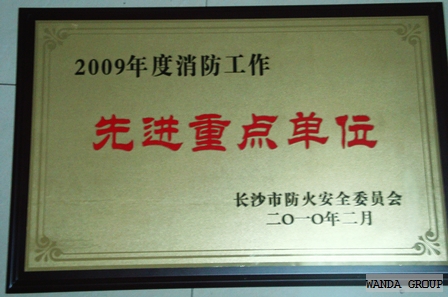 2009年度消防工作
先进重点单位
长沙市防火安全委员会
二〇一〇年二月
WANDA GROUP